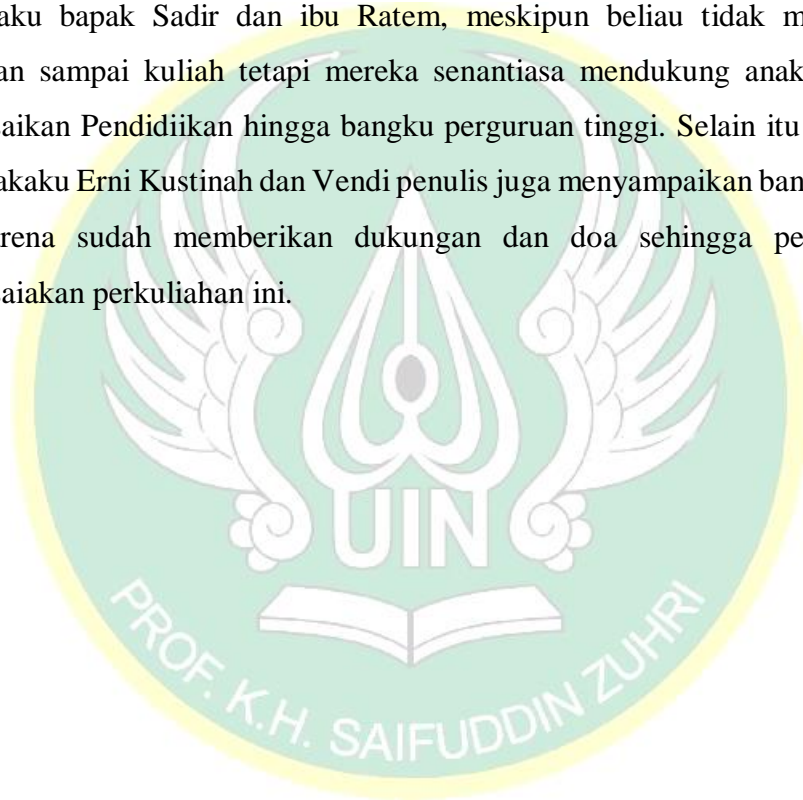 aku bapak Sadir dan ibu Ratem, meskipun beliau tidak m
an sampai kuliah tetapi mereka senantiasa mendukung anak
aikan Pendidiikan hingga bangku perguruan tinggi. Selain itu
akaku Erni Kustinah dan Vendi penulis juga menyampaikan ban
rena sudah memberikan dukungan dan doa sehingga pe
aiakan perkuliahan ini.
UIN
PROF. K.H. SAIFUDDIN ZUHRI